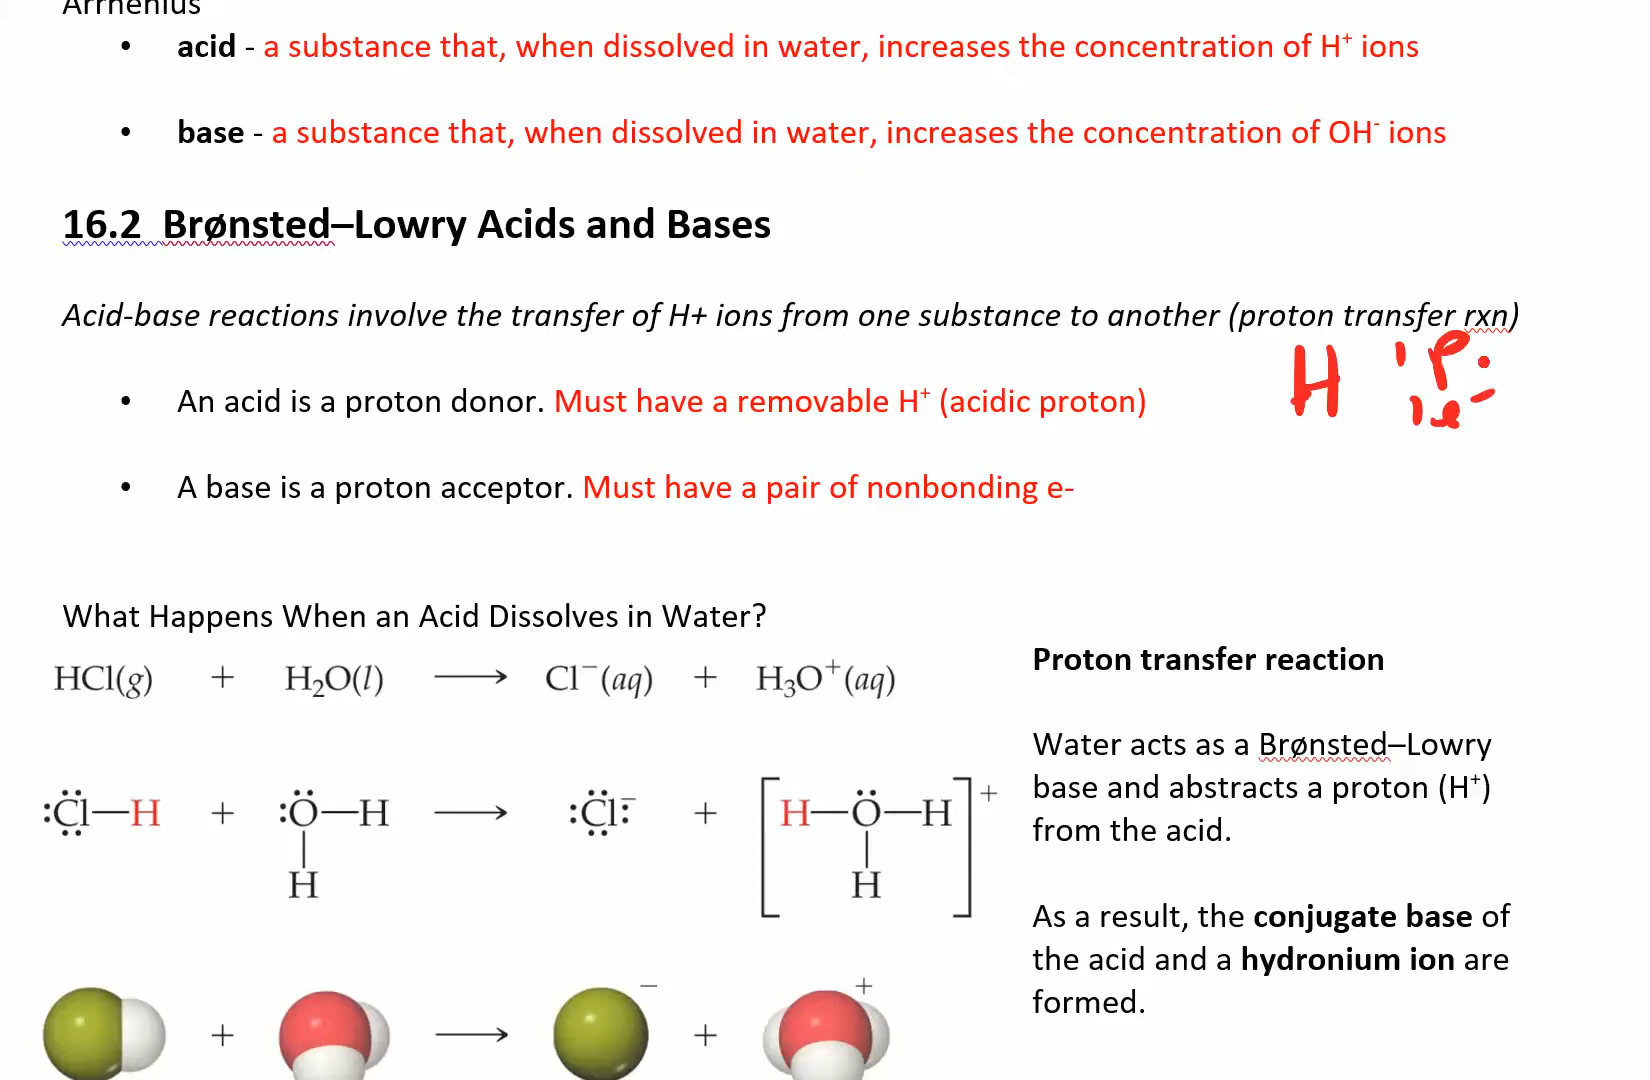 Arrhenius
• acid - a substance that, when dissolved in water, increases the concentration of H⁺ ions
• base - a substance that, when dissolved in water, increases the concentration of OH⁻ ions
16.2 Brønsted–Lowry Acids and Bases
Acid-base reactions involve the transfer of H+ ions from one substance to another (proton transfer rxn)
H 1 P.
1e⁻
• An acid is a proton donor. Must have a removable H⁺ (acidic proton)
• A base is a proton acceptor. Must have a pair of nonbonding e-
What Happens When an Acid Dissolves in Water?
HCl(g) + H₂O(l) ⟶ Cl⁻(aq) + H₃O⁺(aq)
:C̈l—H + :Ö—H ⟶ :C̈l:⁻ + [H—Ö—H]⁺
H H
+ ⟶ − + +
Proton transfer reaction
Water acts as a Brønsted–Lowry
base and abstracts a proton (H⁺)
from the acid.
As a result, the conjugate base of
the acid and a hydronium ion are
formed.